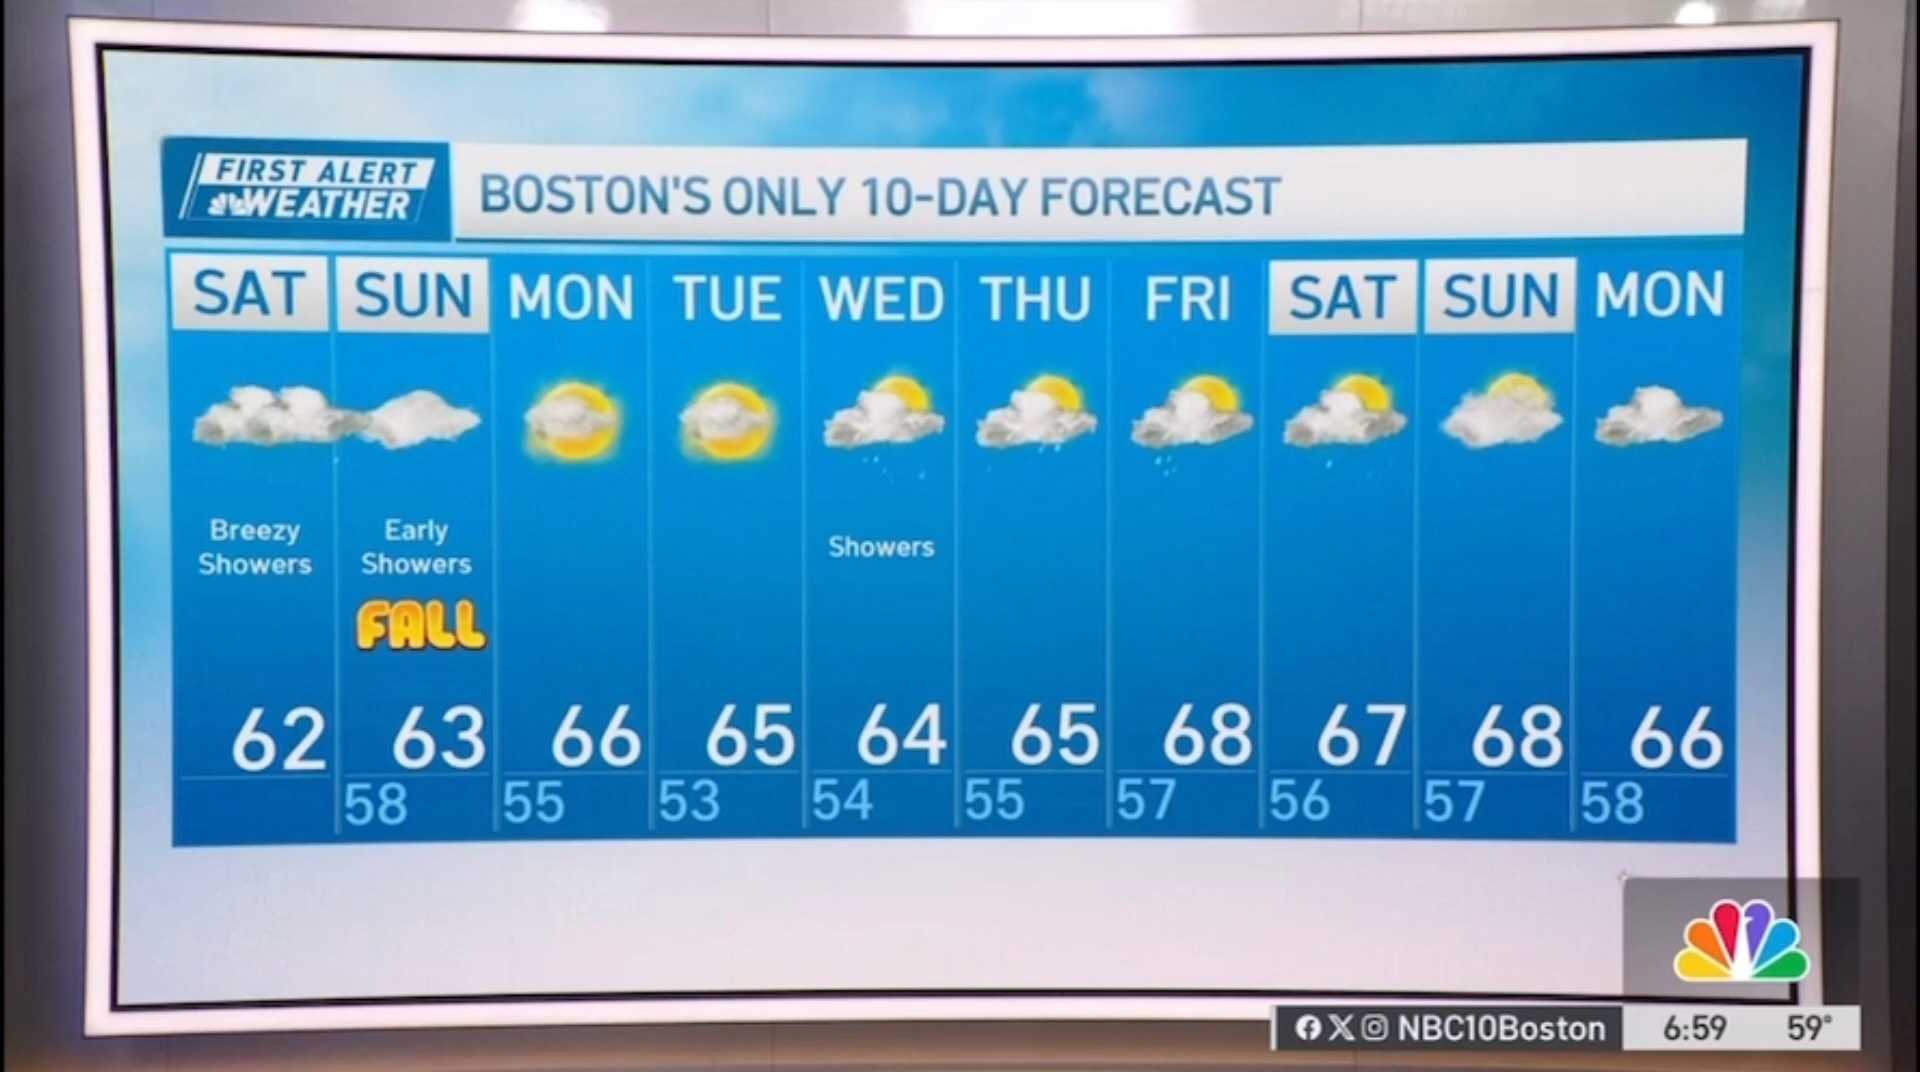 FIRST ALERT
WEATHER
BOSTON'S ONLY 10-DAY FORECAST
SAT SUN MON TUE WED THU FRI SAT SUN MON
Breezy
Showers
Early
Showers
Showers
FALL
62 63 66 65 64 65 68 67 68 66
58 55 53 54 55 57 56 57 58
NBC10Boston 6:59 59°